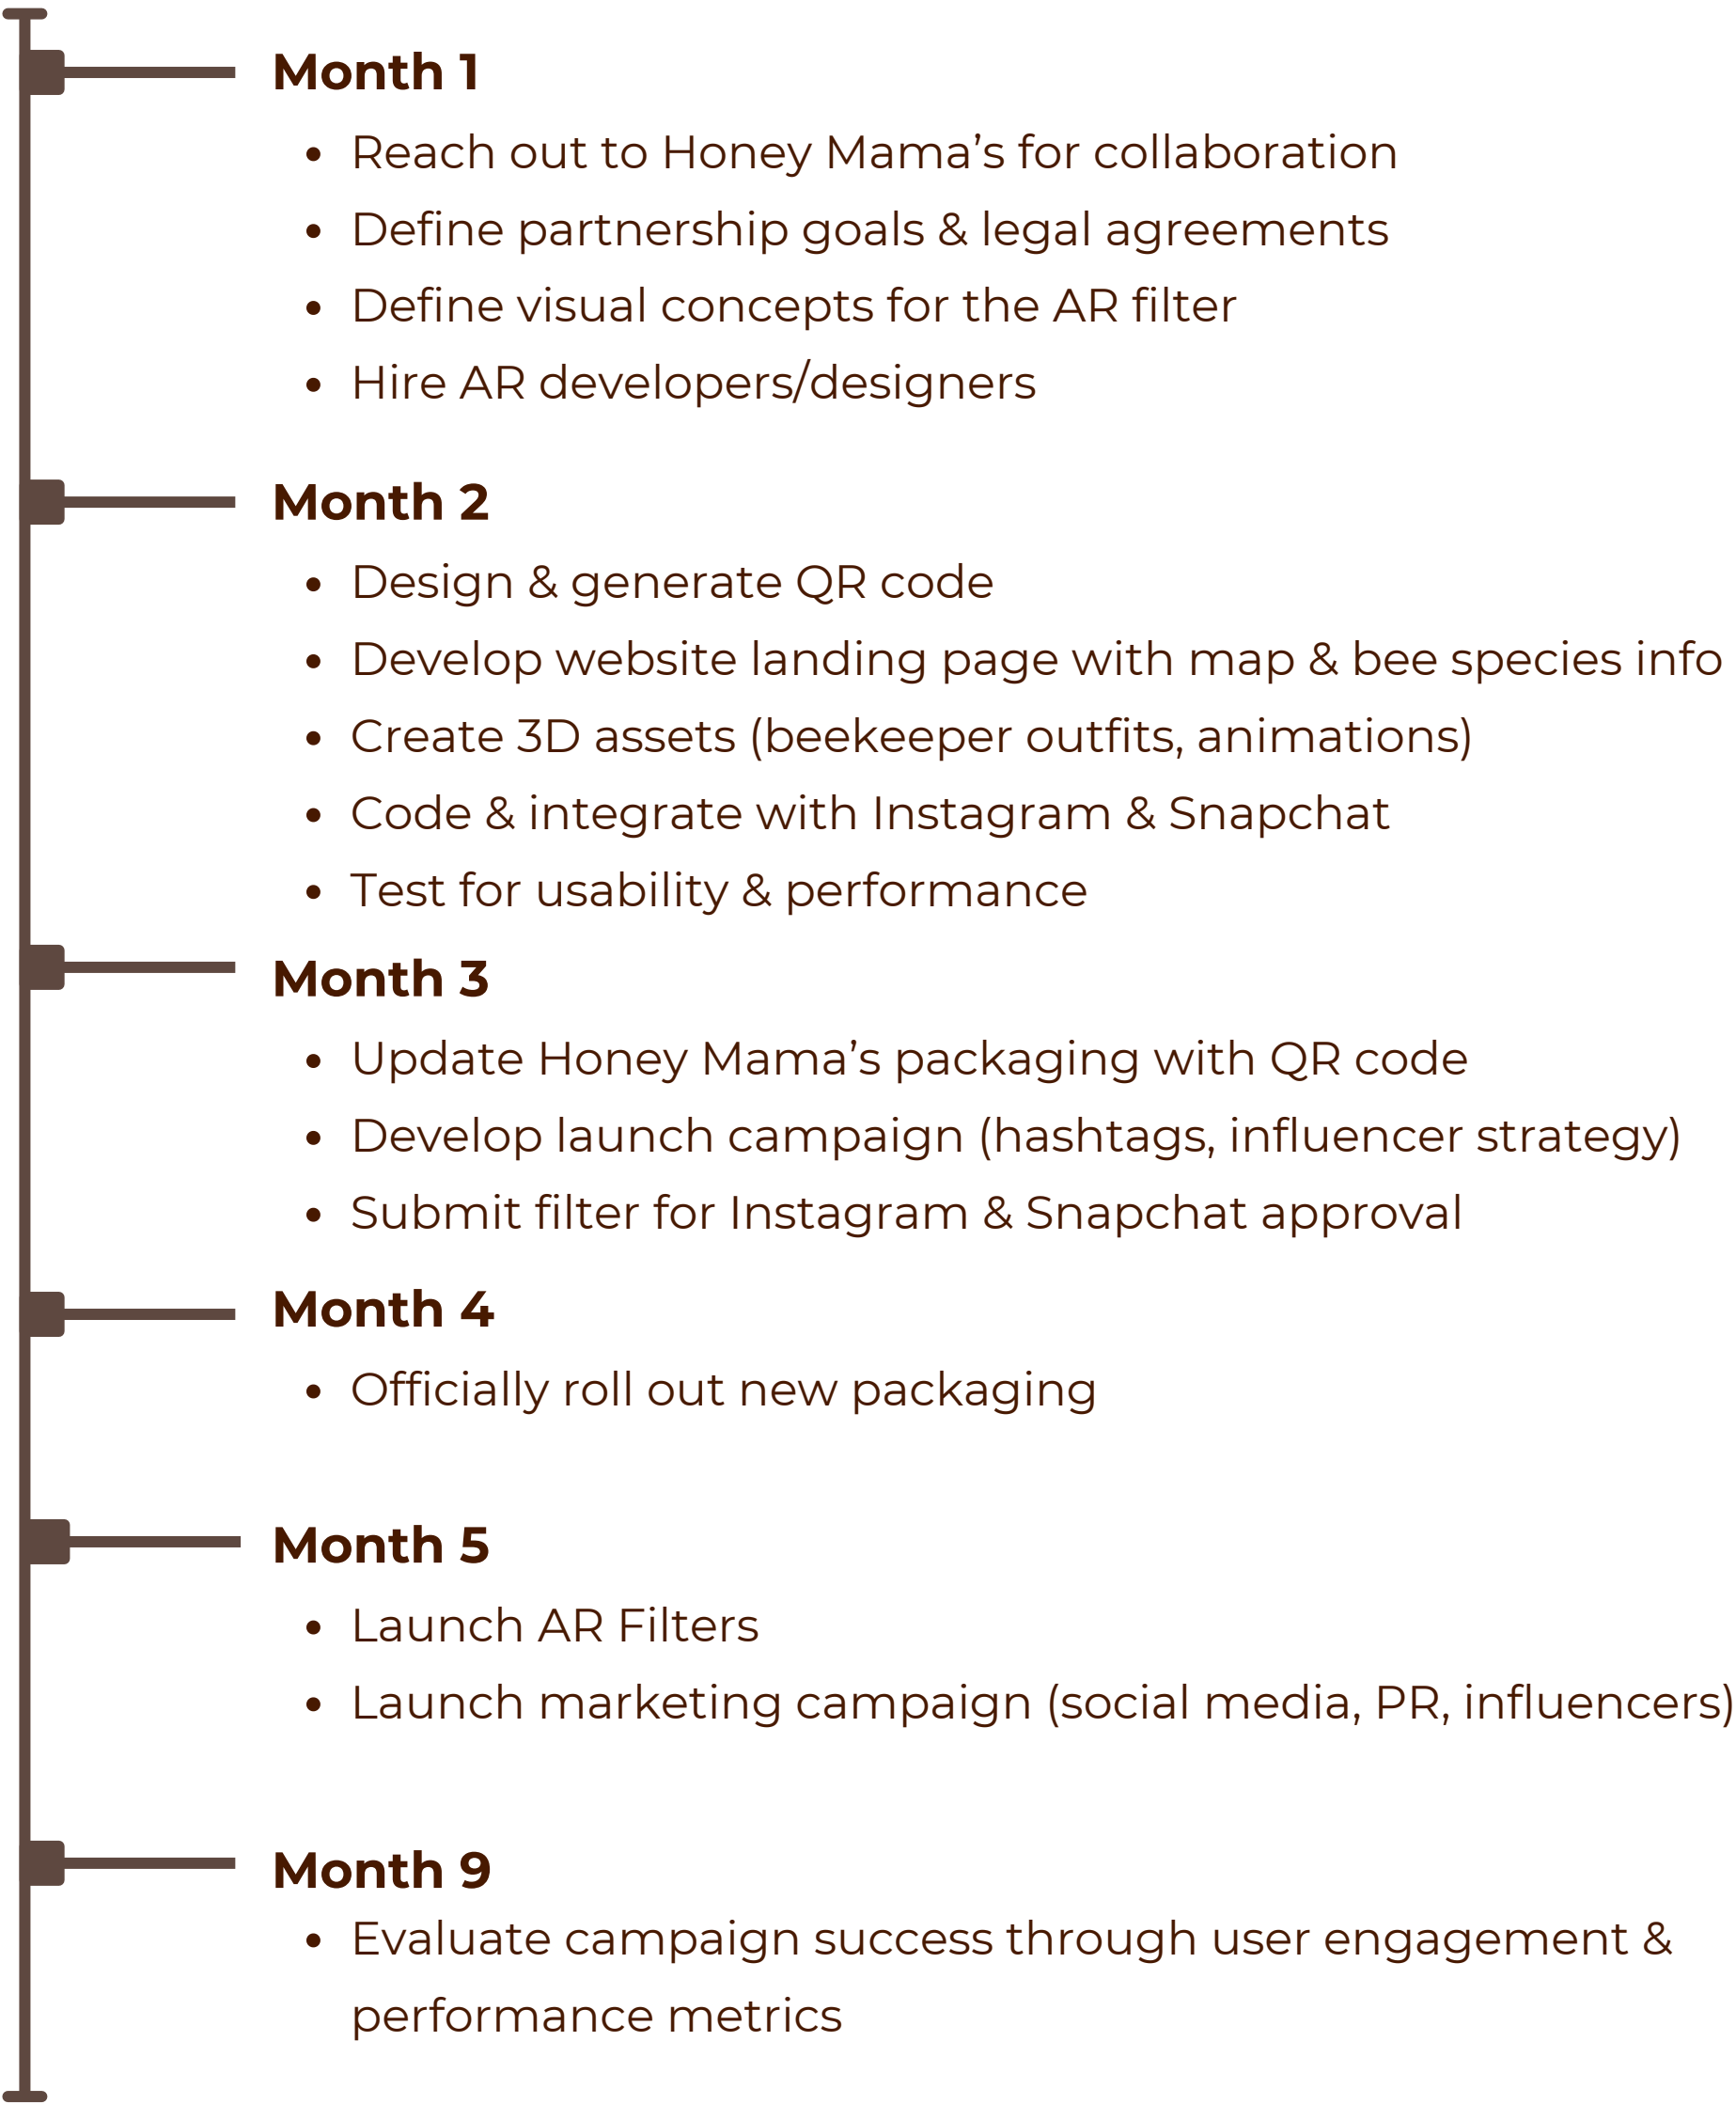 Month 1
• Reach out to Honey Mama’s for collaboration
• Define partnership goals & legal agreements
• Define visual concepts for the AR filter
• Hire AR developers/designers
Month 2
• Design & generate QR code
• Develop website landing page with map & bee species info
• Create 3D assets (beekeeper outfits, animations)
• Code & integrate with Instagram & Snapchat
• Test for usability & performance
Month 3
• Update Honey Mama’s packaging with QR code
• Develop launch campaign (hashtags, influencer strategy)
• Submit filter for Instagram & Snapchat approval
Month 4
• Officially roll out new packaging
Month 5
• Launch AR Filters
• Launch marketing campaign (social media, PR, influencers)
Month 9
• Evaluate campaign success through user engagement &
performance metrics